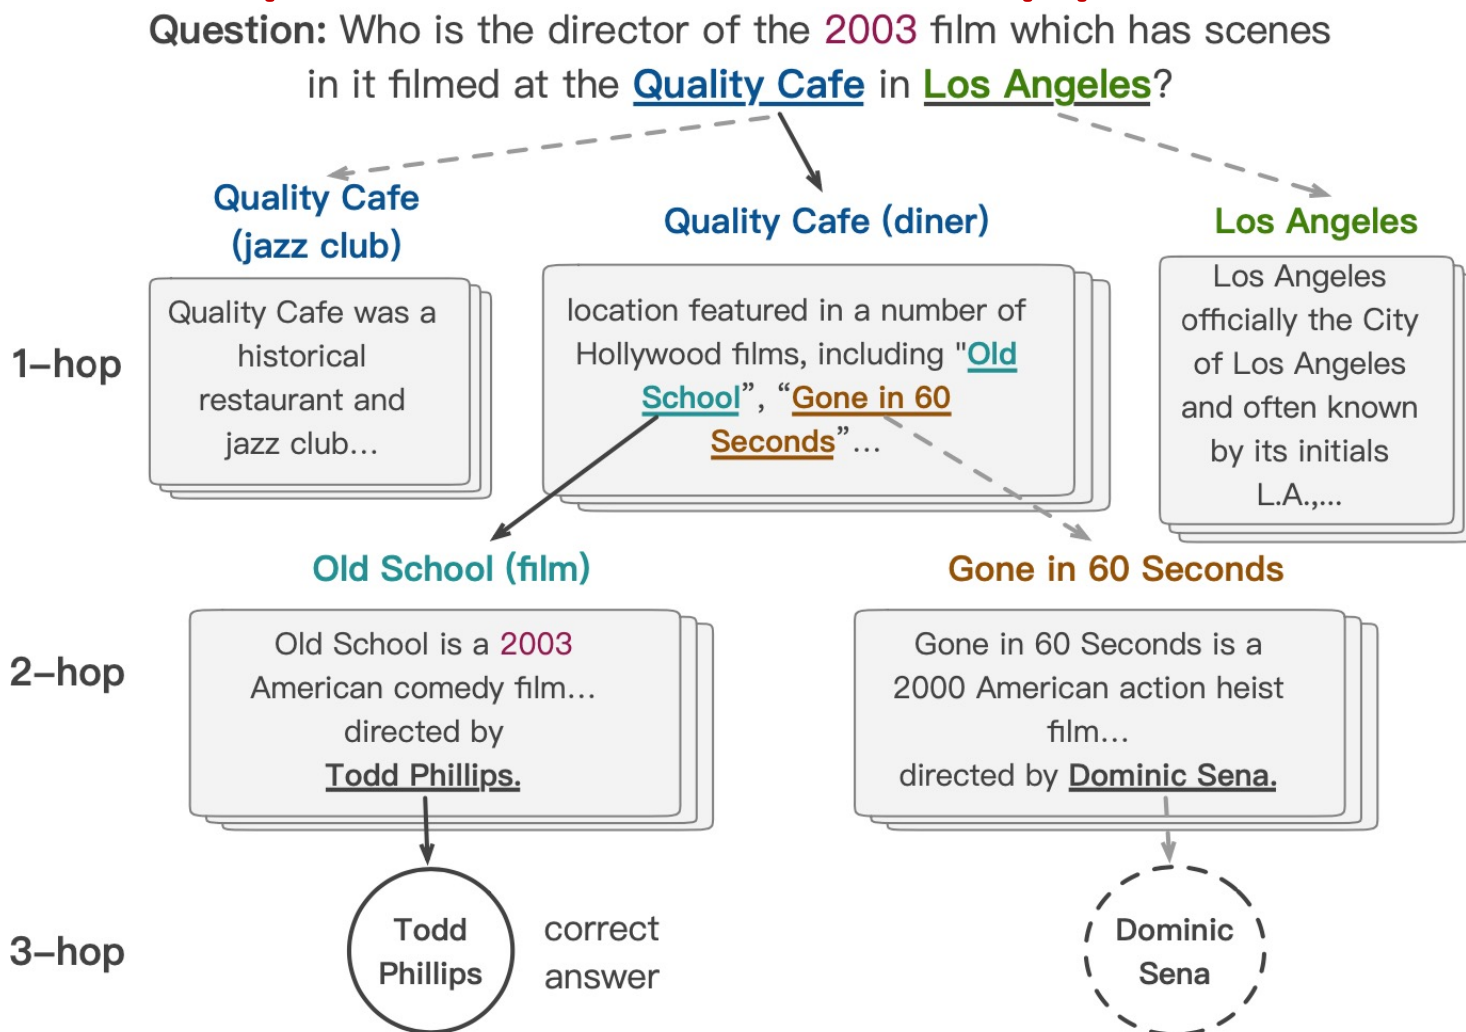 Question: Who is the director of the 2003 film which has scenes
in it filmed at the Quality Cafe in Los Angeles?
Quality Cafe
(jazz club)
Quality Cafe (diner)
Los Angeles
1-hop
Quality Cafe was a
historical
restaurant and
jazz club...
location featured in a number of
Hollywood films, including "Old
School”, “Gone in 60
Seconds”...
Los Angeles
officially the City
of Los Angeles
and often known
by its initials
L.A.,...
Old School (film)
Gone in 60 Seconds
2-hop
Old School is a 2003
American comedy film...
directed by
Todd Phillips.
Gone in 60 Seconds is a
2000 American action heist
film...
directed by Dominic Sena.
3-hop
Todd
Phillips
correct
answer
Dominic
Sena